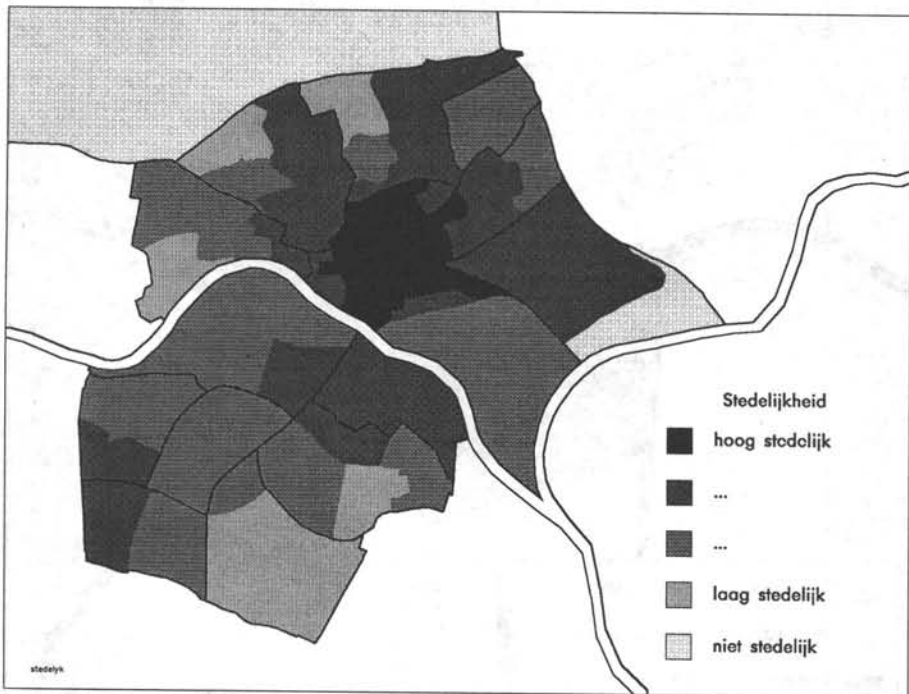 Stedelijkheid
hoog stedelijk
...
...
laag stedelijk
niet stedelijk
stedelyk